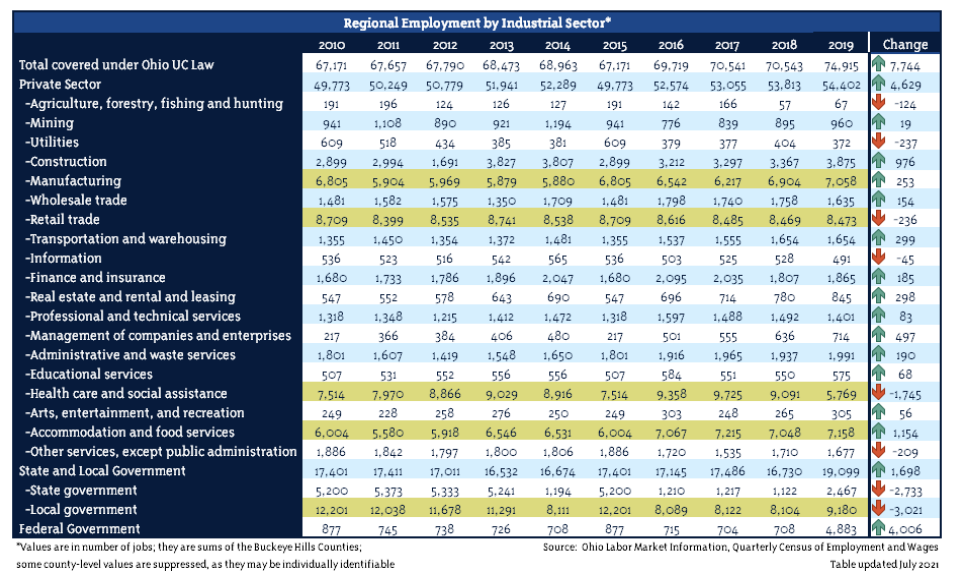 Regional Employment by Industrial Sector*
2010 2011 2012 2013 2014 2015 2016 2017 2018 2019 Change
Total covered under Ohio UC Law 67,171 67,657 67,790 68,473 68,963 67,171 69,719 70,541 70,543 74,915 7,744
Private Sector 49,773 50,249 50,779 51,941 52,289 49,773 52,574 53,055 53,813 54,402 4,629
-Agriculture, forestry, fishing and hunting 191 196 124 126 127 191 142 166 57 67 -124
-Mining 941 1,108 890 921 1,194 941 776 839 895 960 19
-Utilities 609 518 434 385 381 609 379 377 404 372 -237
-Construction 2,899 2,994 1,691 3,827 3,807 2,899 3,212 3,297 3,367 3,875 976
-Manufacturing 6,805 5,904 5,969 5,879 5,880 6,805 6,542 6,217 6,904 7,058 253
-Wholesale trade 1,481 1,582 1,575 1,350 1,709 1,481 1,798 1,740 1,758 1,635 154
-Retail trade 8,709 8,399 8,535 8,741 8,538 8,709 8,616 8,485 8,469 8,473 -236
-Transportation and warehousing 1,355 1,450 1,354 1,372 1,481 1,355 1,537 1,555 1,654 1,654 299
-Information 536 523 516 542 565 536 503 525 528 491 -45
-Finance and insurance 1,680 1,733 1,786 1,896 2,047 1,680 2,095 2,035 1,807 1,865 185
-Real estate and rental and leasing 547 552 578 643 690 547 696 714 780 845 298
-Professional and technical services 1,318 1,348 1,215 1,412 1,472 1,318 1,597 1,488 1,492 1,401 83
-Management of companies and enterprises 217 366 384 406 480 217 501 555 636 714 497
-Administrative and waste services 1,801 1,607 1,419 1,548 1,650 1,801 1,916 1,965 1,937 1,991 190
-Educational services 507 531 552 556 556 507 584 551 550 575 68
-Health care and social assistance 7,514 7,970 8,866 9,029 8,916 7,514 9,358 9,725 9,091 5,769 -1,745
-Arts, entertainment, and recreation 249 228 258 276 250 249 303 248 265 305 56
-Accommodation and food services 6,004 5,580 5,918 6,546 6,531 6,004 7,067 7,215 7,048 7,158 1,154
-Other services, except public administration 1,886 1,842 1,797 1,800 1,806 1,886 1,720 1,535 1,710 1,677 -209
State and Local Government 17,401 17,411 17,011 16,532 16,674 17,401 17,145 17,486 16,730 19,099 1,698
-State government 5,200 5,373 5,333 5,241 1,194 5,200 1,210 1,217 1,122 2,467 -2,733
-Local government 12,201 12,038 11,678 11,291 8,111 12,201 8,089 8,122 8,104 9,180 -3,021
Federal Government 877 745 738 726 708 877 715 704 708 4,883 4,006
*Values are in number of jobs; they are sums of the Buckeye Hills Counties; Source: Ohio Labor Market Information, Quarterly Census of Employment and Wages
some county-level values are suppressed, as they may be individually identifiable Table updated July 2021